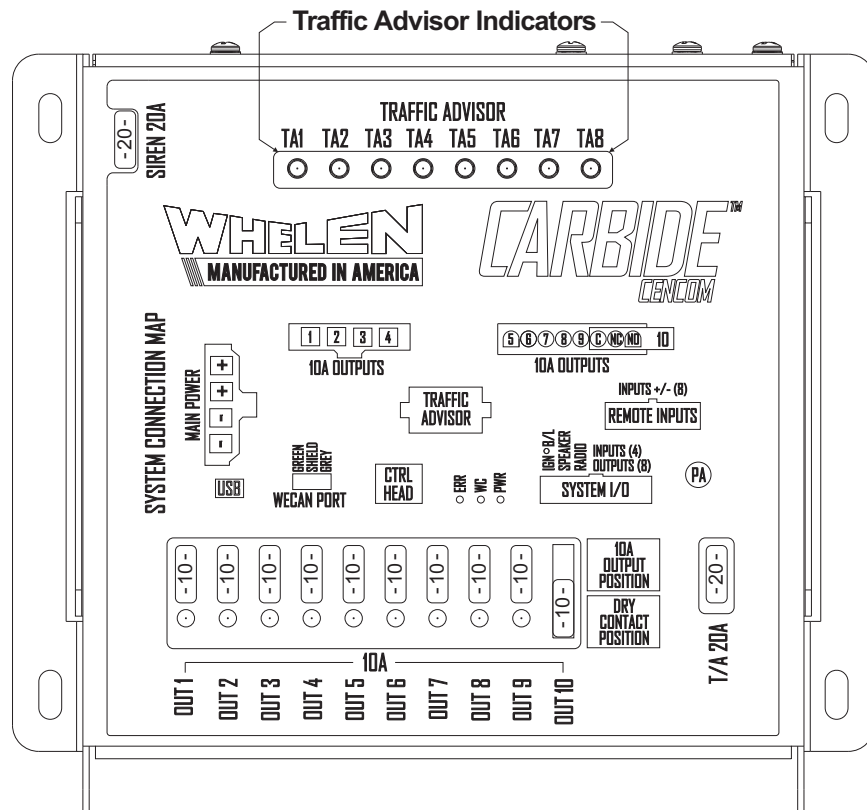 Traffic Advisor Indicators
TRAFFIC ADVISOR
TA1 TA2 TA3 TA4 TA5 TA6 TA7 TA8
-20-
SIREN 20A
WHELEN
MANUFACTURED IN AMERICA
CARBIDE™
CENCOM
SYSTEM CONNECTION MAP
1 2 3 4
10A OUTPUTS
5 6 7 8 9 C NC NO 10
10A OUTPUTS
MAIN POWER
+ + - -
TRAFFIC
ADVISOR
INPUTS +/- (8)
REMOTE INPUTS
USB
GREEN
SHIELD
GREY
WECAN PORT
CTRL
HEAD
ERR
WC
PWR
IGN B/L
SPEAKER
RADIO
INPUTS (4)
OUTPUTS (8)
SYSTEM I/O
PA
-10- -10- -10- -10- -10- -10- -10- -10- -10- -10-
10A
OUTPUT
POSITION
DRY
CONTACT
POSITION
-20-
T/A 20A
10A
OUT 1
OUT 2
OUT 3
OUT 4
OUT 5
OUT 6
OUT 7
OUT 8
OUT 9
OUT10